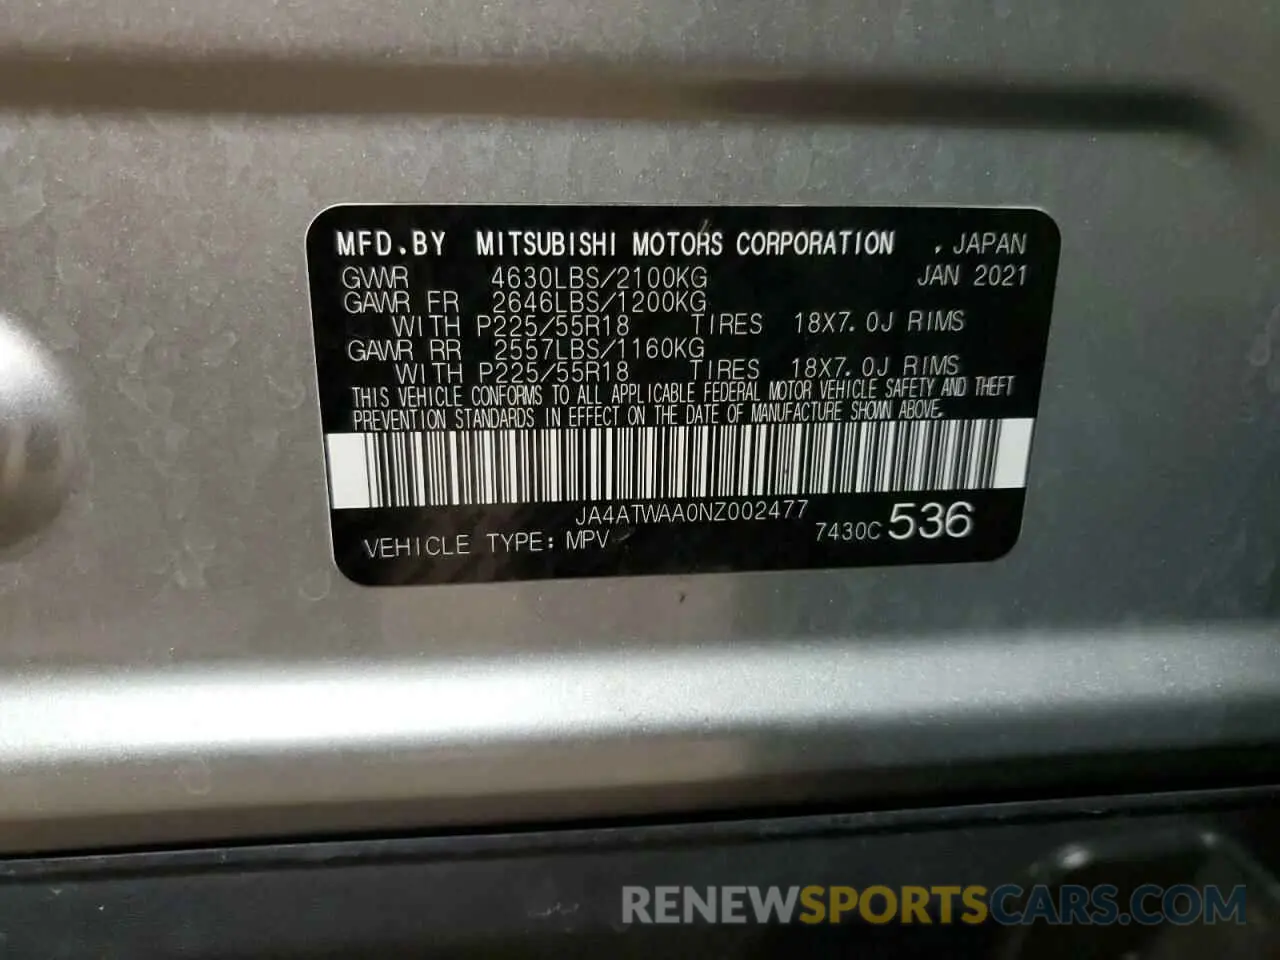 MFD.BY MITSUBISHI MOTORS CORPORATION , JAPAN
GVWR 4630LBS/2100KG JAN 2021
GAWR FR 2646LBS/1200KG
WITH P225/55R18 TIRES 18X7.0J RIMS
GAWR RR 2557LBS/1160KG
WITH P225/55R18 TIRES 18X7.0J RIMS
THIS VEHICLE CONFORMS TO ALL APPLICABLE FEDERAL MOTOR VEHICLE SAFETY AND THEFT
PREVENTION STANDARDS IN EFFECT ON THE DATE OF MANUFACTURE SHOWN ABOVE.
JA4ATWAA0NZ002477
VEHICLE TYPE: MPV 7430C 536
RENEWSPORTSCARS.COM